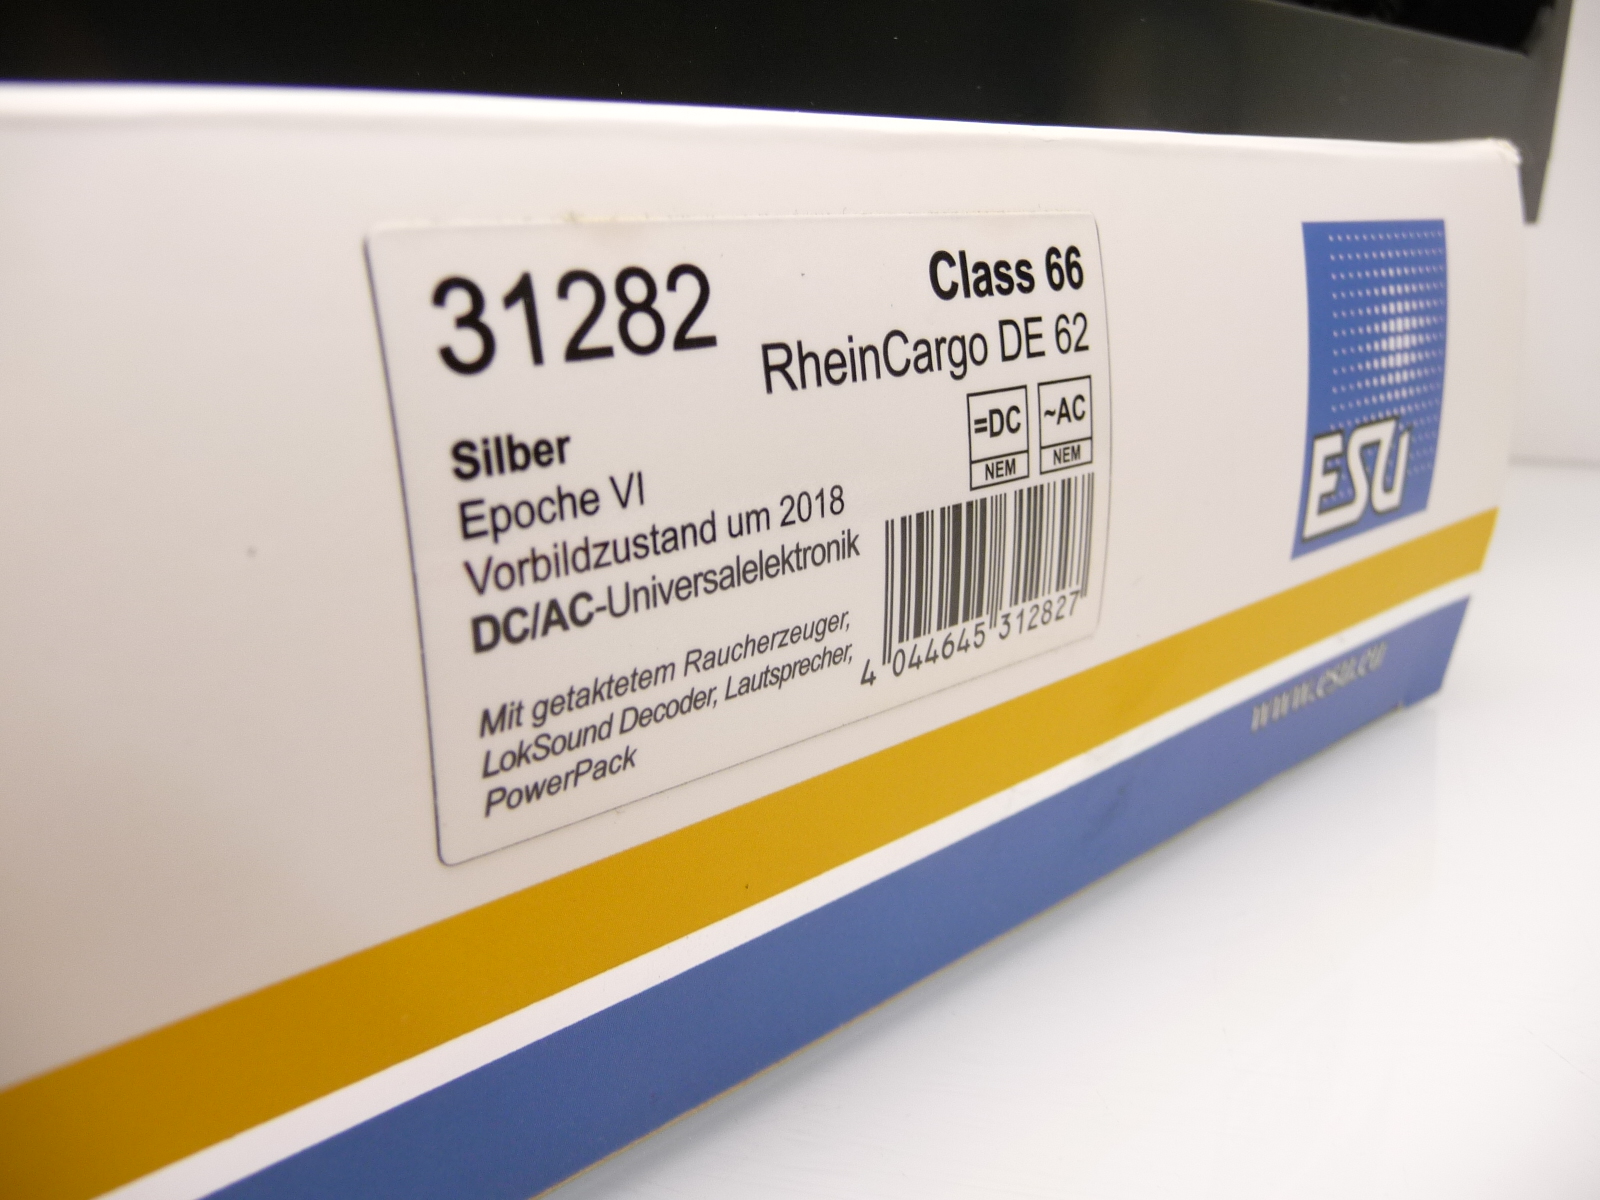 31282
Class 66
RheinCargo DE 62
=DC ~AC
NEM NEM
Silber
Epoche VI
Vorbildzustand um 2018
DC/AC-Universalelektronik
Mit getaktetem Raucherzeuger,
LokSound Decoder, Lautsprecher,
PowerPack
4 044645 312827
ESU
www.esu.eu